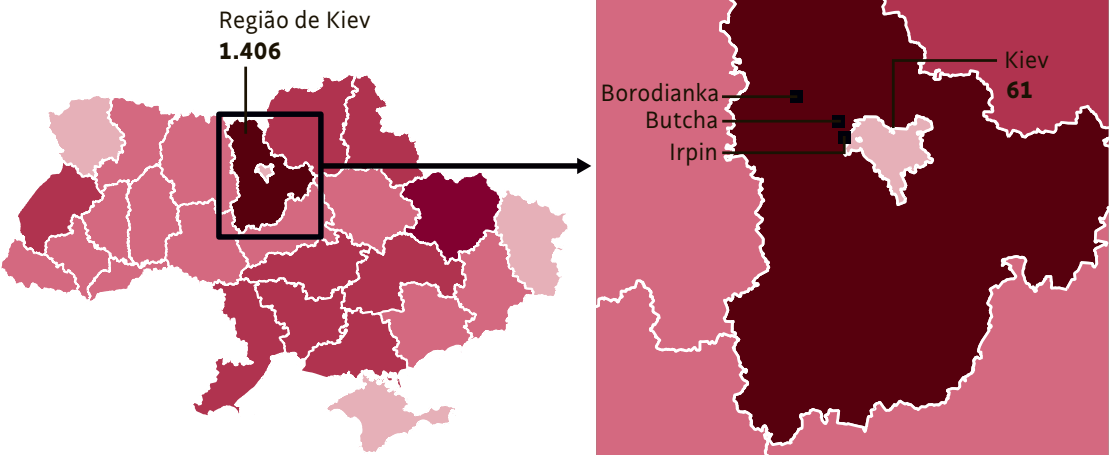 Região de Kiev
1.406
Kiev
61
Borodianka
Butcha
Irpin